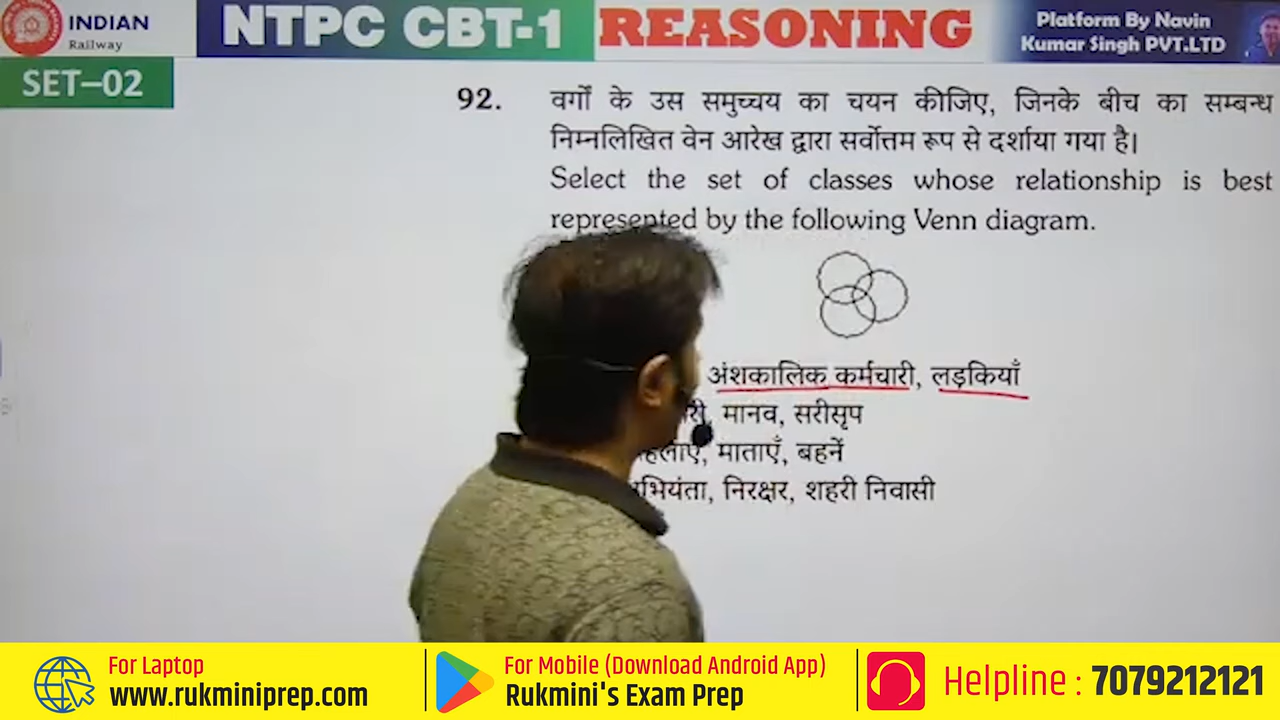 INDIAN
Railway
NTPC CBT-1
REASONING
Platform By Navin
Kumar Singh PVT.LTD
SET–02
92. वर्गों के उस समुच्चय का चयन कीजिए, जिनके बीच का सम्बन्ध
निम्नलिखित वेन आरेख द्वारा सर्वोत्तम रूप से दर्शाया गया है।
Select the set of classes whose relationship is best
represented by the following Venn diagram.
अंशकालिक कर्मचारी, लड़कियाँ
मानव, सरीसृप
माताएँ, बहनें
निरक्षर, शहरी निवासी
For Laptop
www.rukminiprep.com
For Mobile (Download Android App)
Rukmini's Exam Prep
Helpline : 7079212121